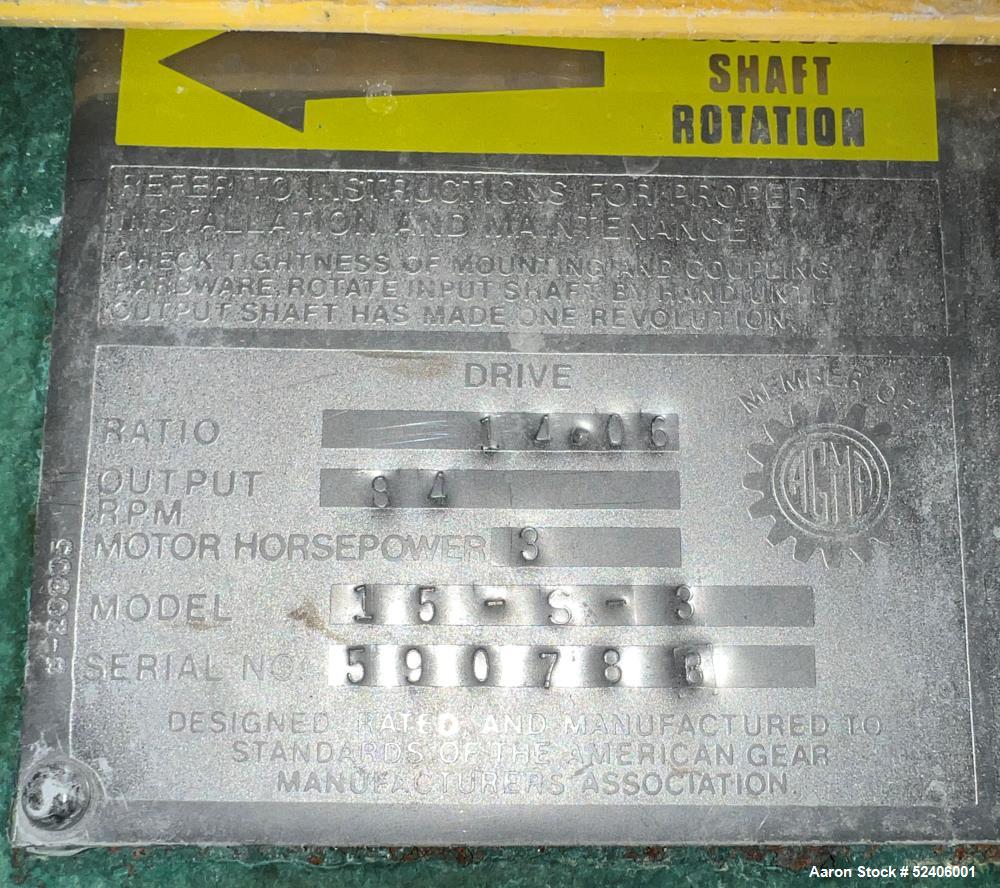 SHAFT
ROTATION
REFER TO INSTRUCTIONS FOR PROPER
INSTALLATION AND MAINTENANCE
CHECK TIGHTNESS OF MOUNTING AND COUPLING
HARDWARE. ROTATE INPUT SHAFT BY HAND UNTIL
OUTPUT SHAFT HAS MADE ONE REVOLUTION.
DRIVE
MEMBER OF
AGMA
RATIO 14.06
OUTPUT
RPM 84
MOTOR HORSEPOWER 3
MODEL 15-S-3
SERIAL NO. 59078B
DESIGNED, RATED AND MANUFACTURED TO
STANDARDS OF THE AMERICAN GEAR
MANUFACTURERS ASSOCIATION.
Aaron Stock # 52406001